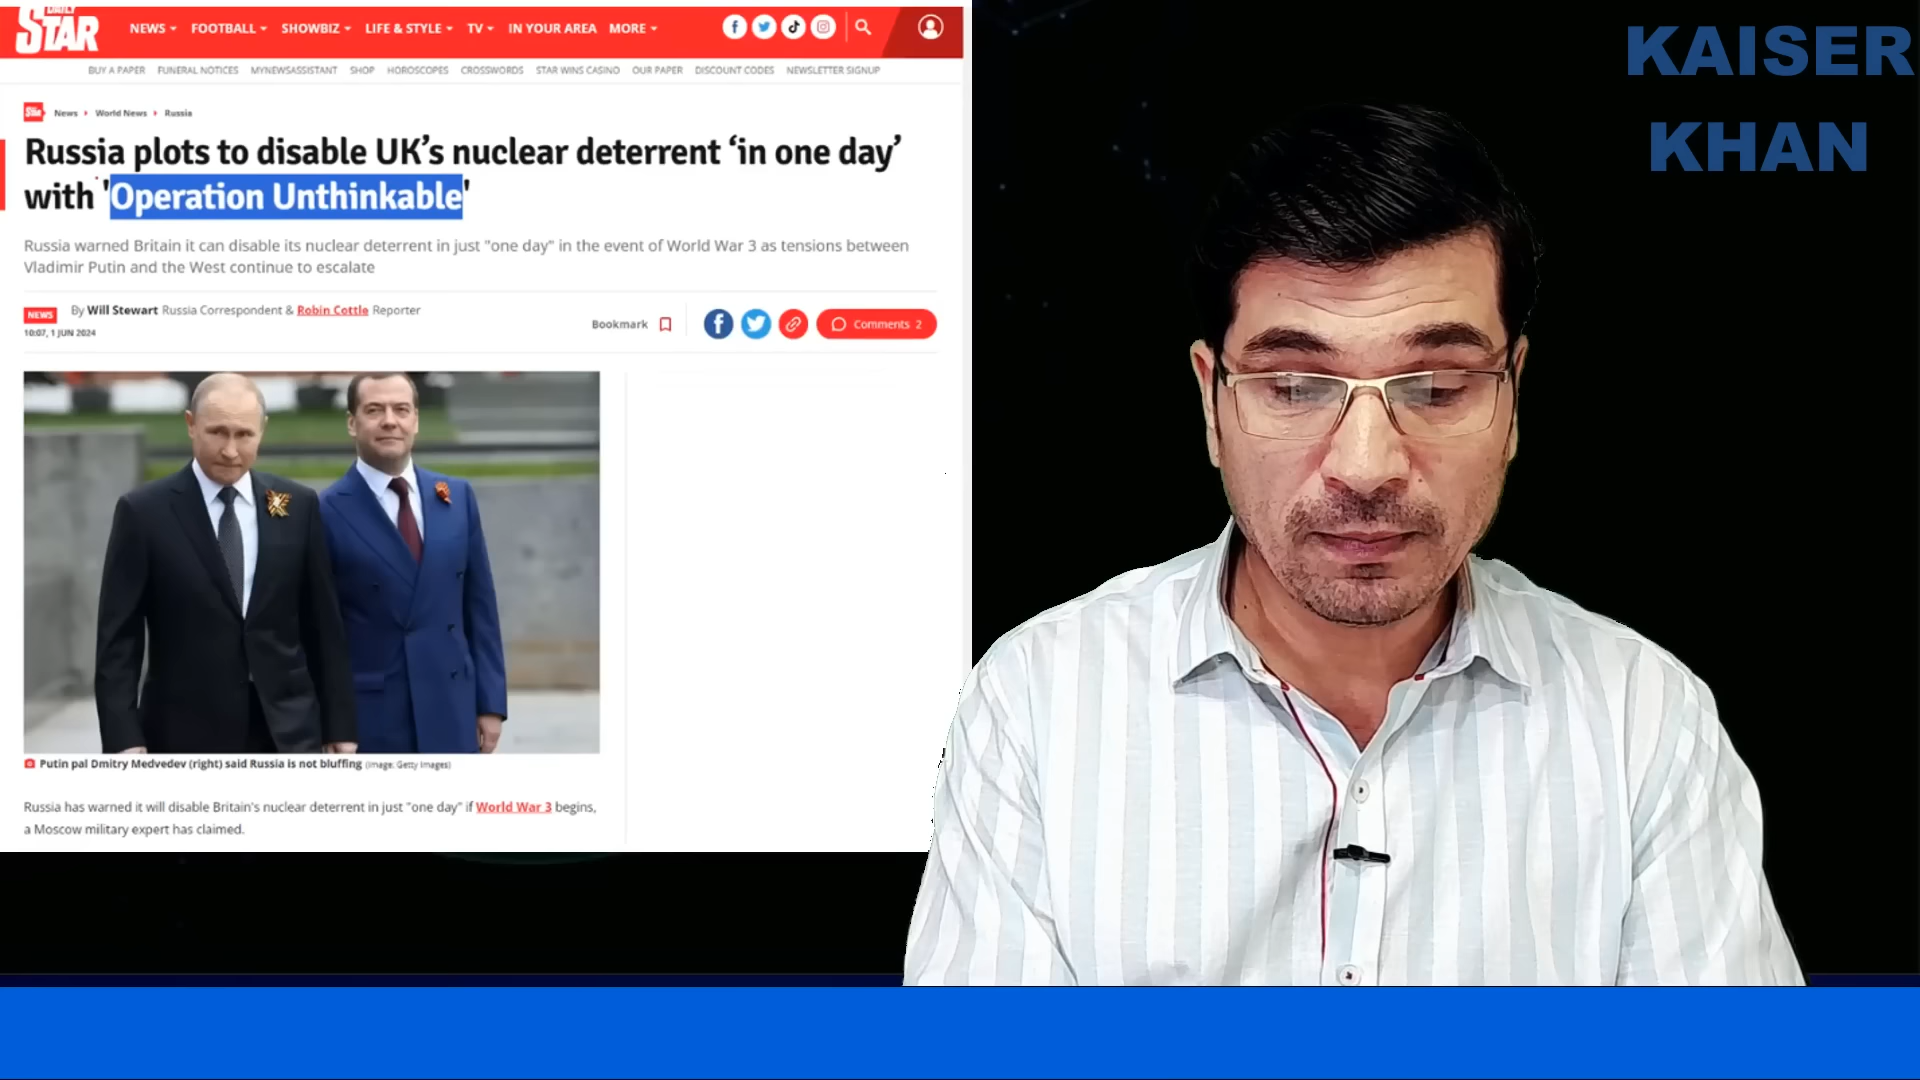 DAILY
STAR
NEWS FOOTBALL SHOWBIZ LIFE & STYLE TV IN YOUR AREA MORE
BUY A PAPER FUNERAL NOTICES MYNEWSASSISTANT SHOP HOROSCOPES CROSSWORDS STAR WINS CASINO OUR PAPER DISCOUNT CODES NEWSLETTER SIGNUP
Star News World News Russia
Russia plots to disable UK’s nuclear deterrent ‘in one day’
with 'Operation Unthinkable'
Russia warned Britain it can disable its nuclear deterrent in just "one day" in the event of World War 3 as tensions between
Vladimir Putin and the West continue to escalate
NEWS By Will Stewart Russia Correspondent & Robin Cottle Reporter
10:07, 1 JUN 2024
Bookmark
Comments 2
Putin pal Dmitry Medvedev (right) said Russia is not bluffing (Image: Getty Images)
Russia has warned it will disable Britain's nuclear deterrent in just "one day" if World War 3 begins,
a Moscow military expert has claimed.
KAISER
KHAN